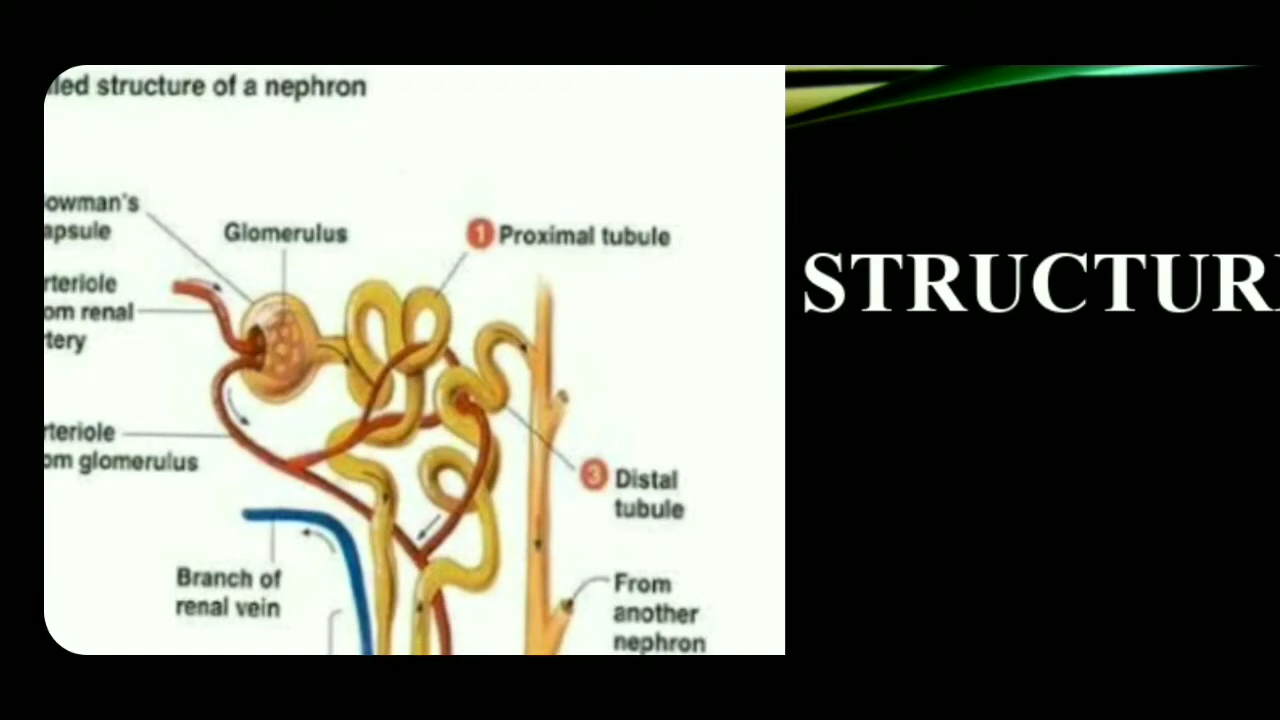 led structure of a nephron
owman's
apsule
Glomerulus
1 Proximal tubule
rteriole
om renal
tery
rteriole
om glomerulus
3 Distal
tubule
Branch of
renal vein
From
another
nephron
STRUCTUR